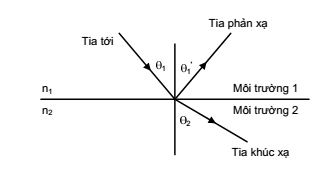 Tia phản xạ
Tia tới
θ₁ θ₁'
n₁ Môi trường 1
n₂ Môi trường 2
θ₂
Tia khúc xạ